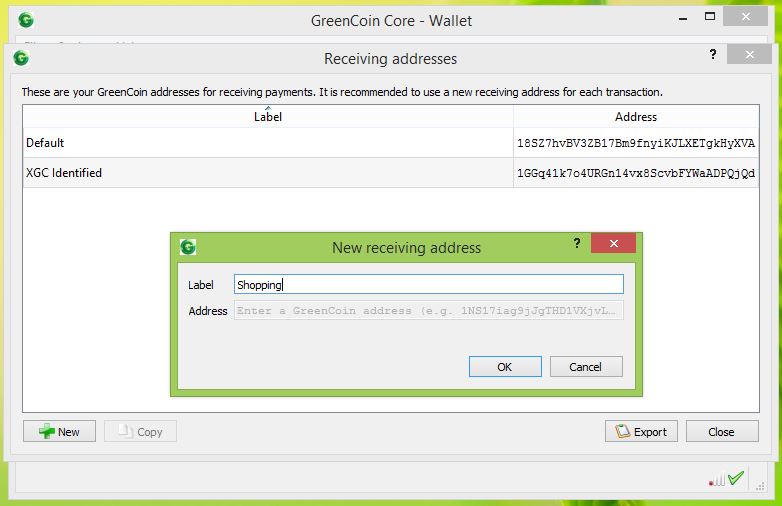 GreenCoin Core - Wallet
Receiving addresses
These are your GreenCoin addresses for receiving payments. It is recommended to use a new receiving address for each transaction.
Label Address
Default 18SZ7hvBV3ZB17Bm9fnyiKJLXETgkHyXVA
XGC Identified 1GGq41k7o4URGn14vx8ScvbFYWaADPQjQd
New receiving address
Label Shopping
Address Enter a GreenCoin address (e.g. 1NS17iag9jJgTHD1VXjvL…
OK Cancel
New Copy Export Close